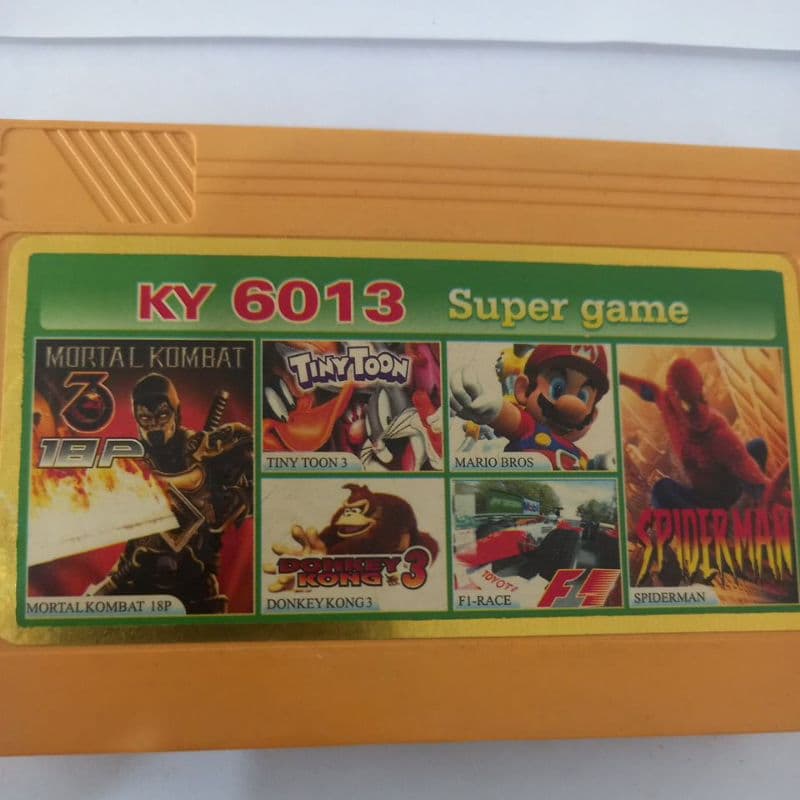 KY 6013 Super game
MORTAL KOMBAT
3
18P
MORTAL KOMBAT 18P
TINY TOON
TINY TOON 3
MARIO BROS
DONKEY
KONG 3
DONKEY KONG 3
TOYOTA
F1
F1-RACE
SPIDERMAN
SPIDERMAN